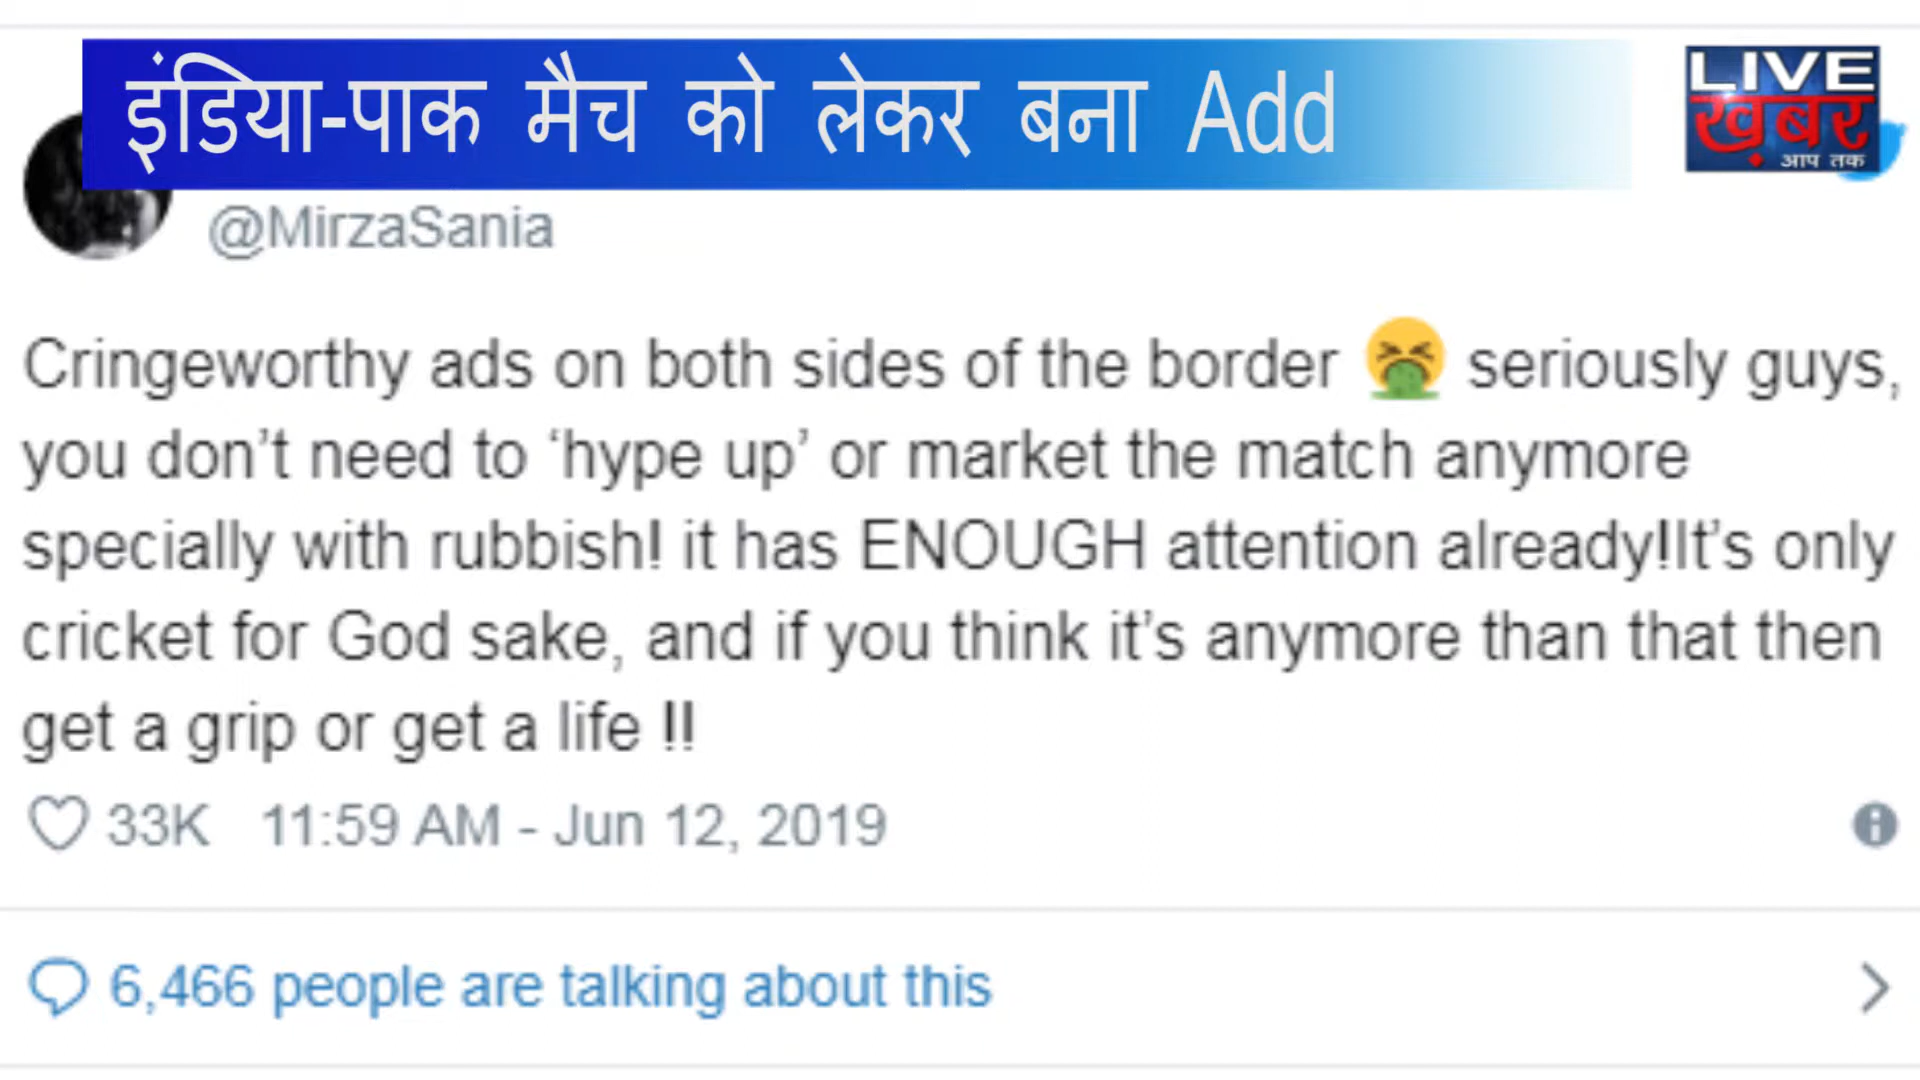 इंडिया-पाक मैच को लेकर बना Add
LIVE
ख़बर
आप तक
@MirzaSania
Cringeworthy ads on both sides of the border 🤮 seriously guys,
you don’t need to ‘hype up’ or market the match anymore
specially with rubbish! it has ENOUGH attention already!It’s only
cricket for God sake, and if you think it’s anymore than that then
get a grip or get a life !!
33K 11:59 AM - Jun 12, 2019
6,466 people are talking about this